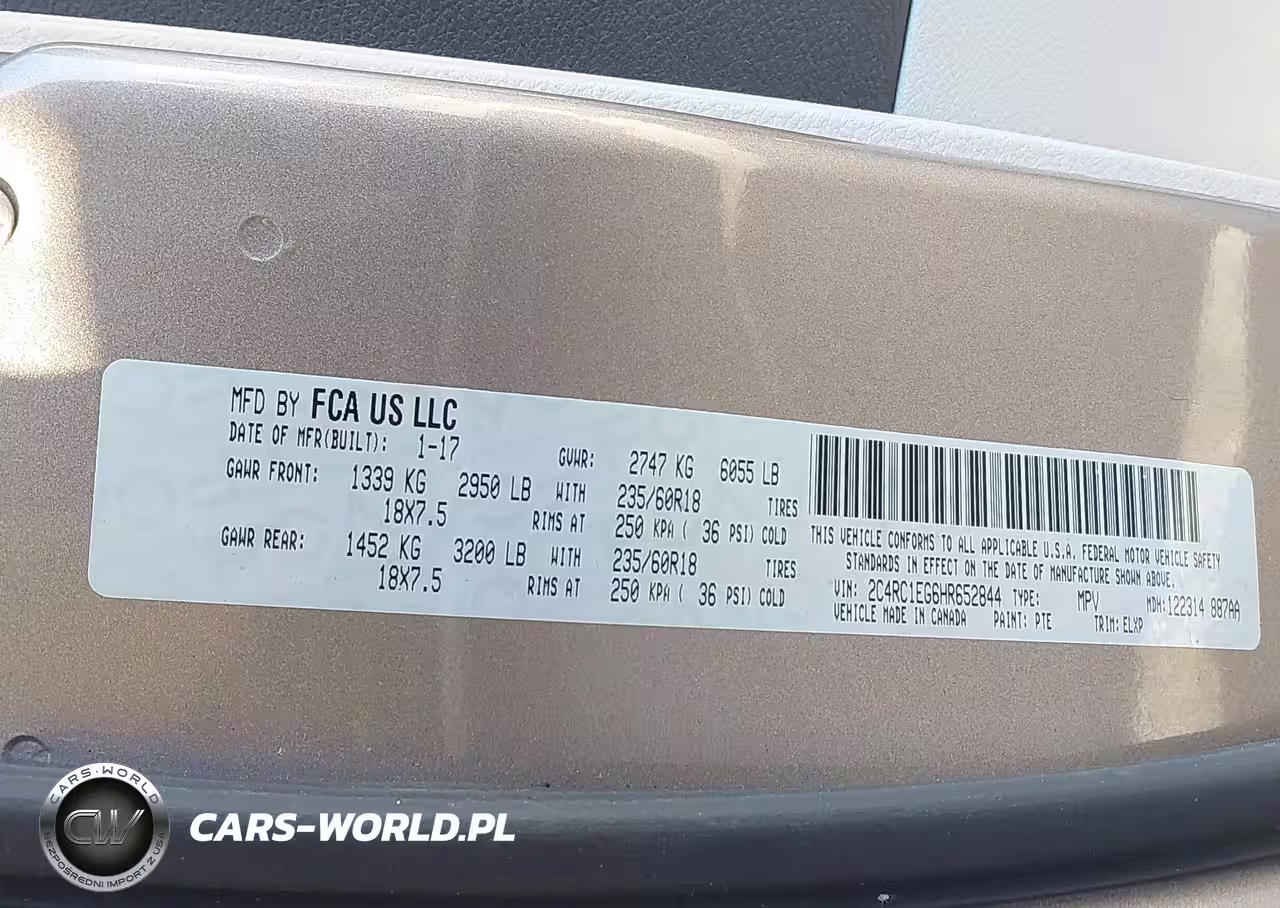 MFD BY FCA US LLC
DATE OF MFR(BUILT): 1-17 GVWR: 2747 KG 6055 LB
GAWR FRONT: 1339 KG 2950 LB WITH 235/60R18 TIRES
18X7.5 RIMS AT 250 KPA ( 36 PSI) COLD
GAWR REAR: 1452 KG 3200 LB WITH 235/60R18 TIRES
18X7.5 RIMS AT 250 KPA ( 36 PSI) COLD
THIS VEHICLE CONFORMS TO ALL APPLICABLE U.S.A. FEDERAL MOTOR VEHICLE SAFETY
STANDARDS IN EFFECT ON THE DATE OF MANUFACTURE SHOWN ABOVE.
VIN: 2C4RC1EG6HR652844 TYPE: MPV MDH:122314 887AA
VEHICLE MADE IN CANADA PAINT: PTE TRIM: ELXP
CARS-WORLD
CW
BEZPOŚREDNI IMPORT Z USA
CARS-WORLD.PL